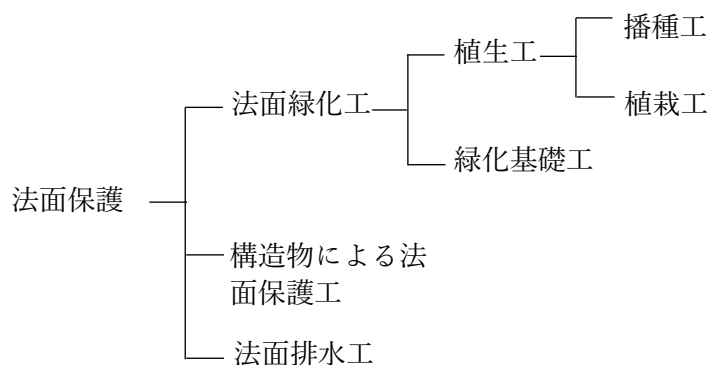 播種工
植生工
植栽工
法面緑化工
緑化基礎工
法面保護
構造物による法
面保護工
法面排水工